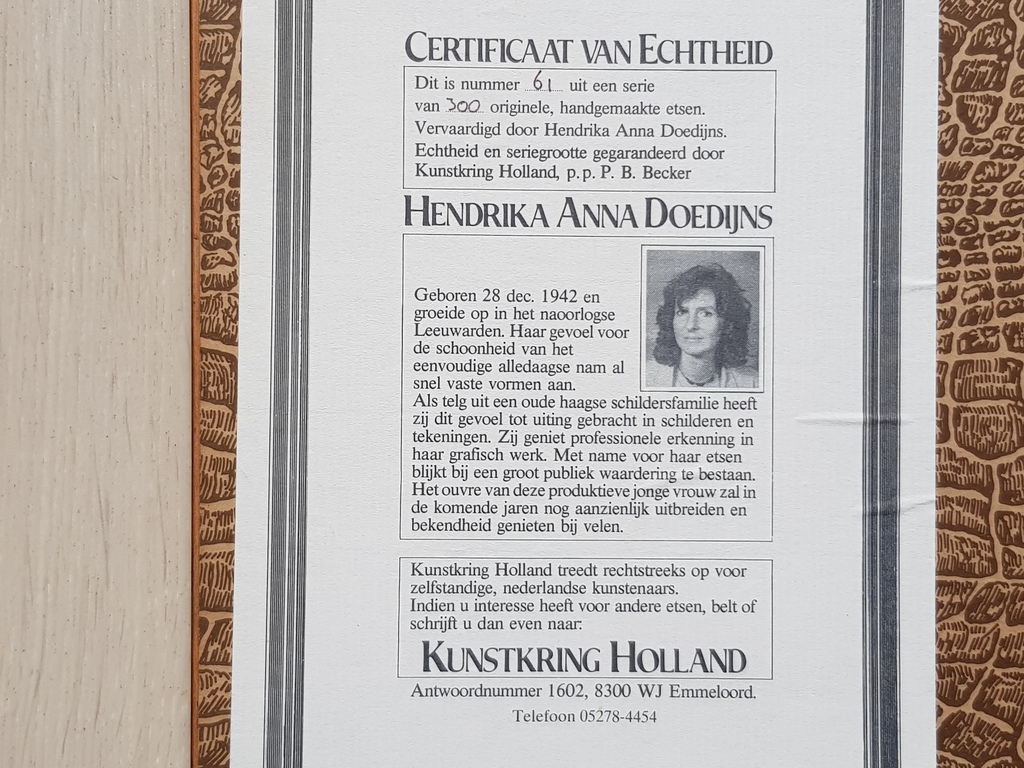 CERTIFICAAT VAN ECHTHEID
Dit is nummer 61 uit een serie
van 300 originele, handgemaakte etsen.
Vervaardigd door Hendrika Anna Doedijns.
Echtheid en seriegrootte gegarandeerd door
Kunstkring Holland, p.p. P. B. Becker
HENDRIKA ANNA DOEDIJNS
Geboren 28 dec. 1942 en
groeide op in het naoorlogse
Leeuwarden. Haar gevoel voor
de schoonheid van het
eenvoudige alledaagse nam al
snel vaste vormen aan.
Als telg uit een oude haagse schildersfamilie heeft
zij dit gevoel tot uiting gebracht in schilderen en
tekeningen. Zij geniet professionele erkenning in
haar grafisch werk. Met name voor haar etsen
blijkt bij een groot publiek waardering te bestaan.
Het ouvre van deze produktieve jonge vrouw zal in
de komende jaren nog aanzienlijk uitbreiden en
bekendheid genieten bij velen.
Kunstkring Holland treedt rechtstreeks op voor
zelfstandige, nederlandse kunstenaars.
Indien u interesse heeft voor andere etsen, belt of
schrijft u dan even naar:
KUNSTKRING HOLLAND
Antwoordnummer 1602, 8300 WJ Emmeloord.
Telefoon 05278-4454